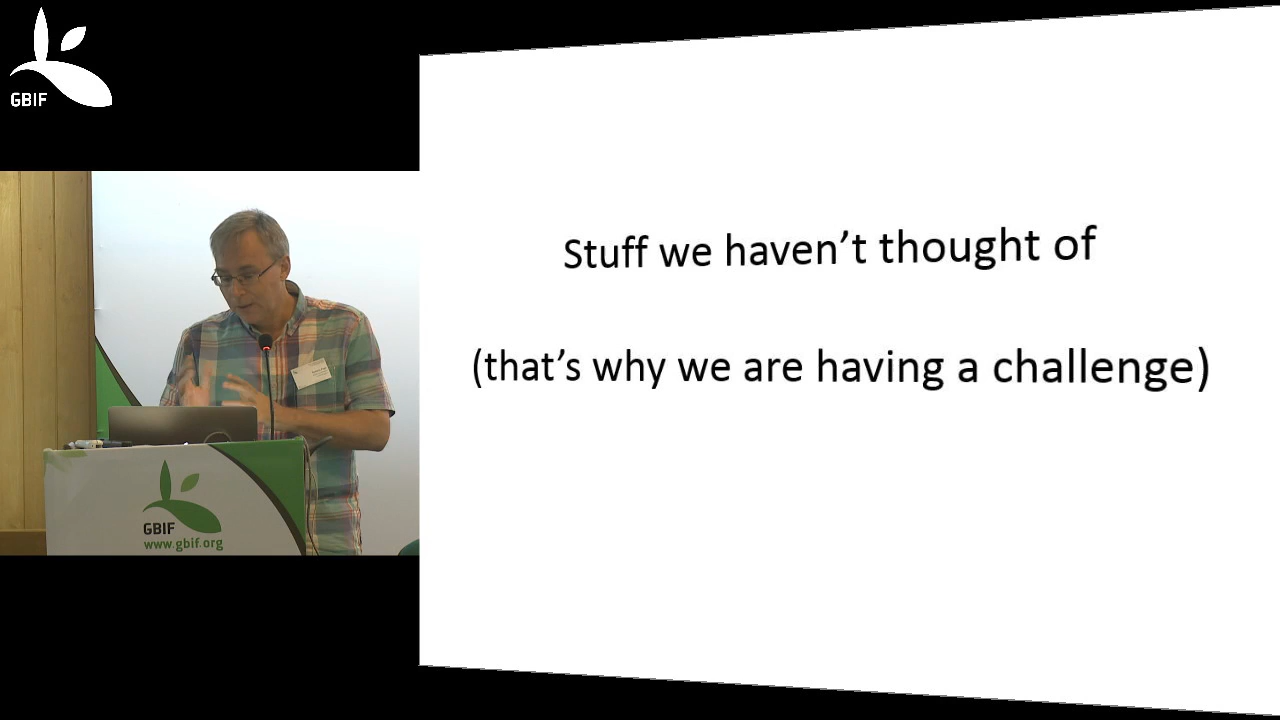 GBIF
Stuff we haven’t thought of
(that’s why we are having a challenge)
GBIF
www.gbif.org